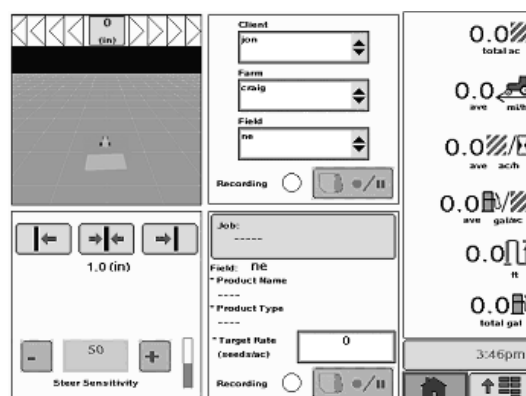 0
(in)
Client
jon
Farm
craig
Field
ne
Recording
/
1.0 (in)
-
50
+
Steer Sensitivity
Job:
-----
Field: ne
* Product Name
----
* Product Type
----
* Target Rate
(seeds/ac)
0
Recording
/
0.0
total ac
0.0
ave mi/h
0.0 /
ave ac/h
0.0 /
ave gal/ac
0.0
ft
0.0
total gal
3:46pm